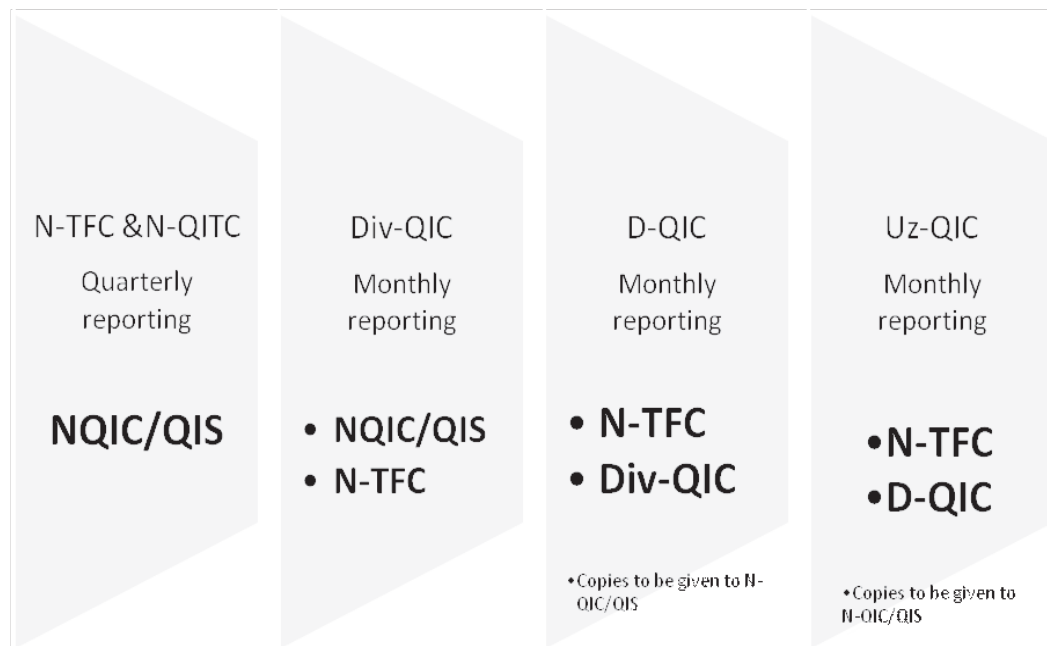 N-TFC &N-QITC
Quarterly
reporting
NQIC/QIS
Div-QIC
Monthly
reporting
• NQIC/QIS
• N-TFC
D-QIC
Monthly
reporting
• N-TFC
• Div-QIC
•Copies to be given to N-
QIC/QIS
Uz-QIC
Monthly
reporting
•N-TFC
•D-QIC
•Copies to be given to
N-QIC/QIS